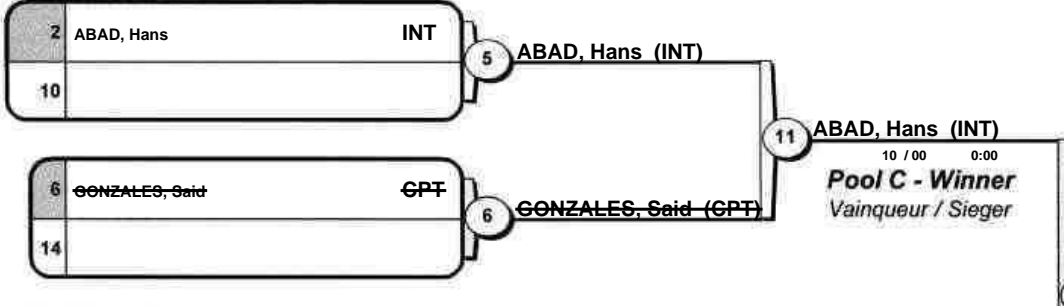 2 ABAD, Hans INT
10
5 ABAD, Hans (INT)
6 GONZALES, Said CPT
14
6 GONZALES, Said (CPT)
11 ABAD, Hans (INT)
10 / 00 0:00
Pool C - Winner
Vainqueur / Sieger